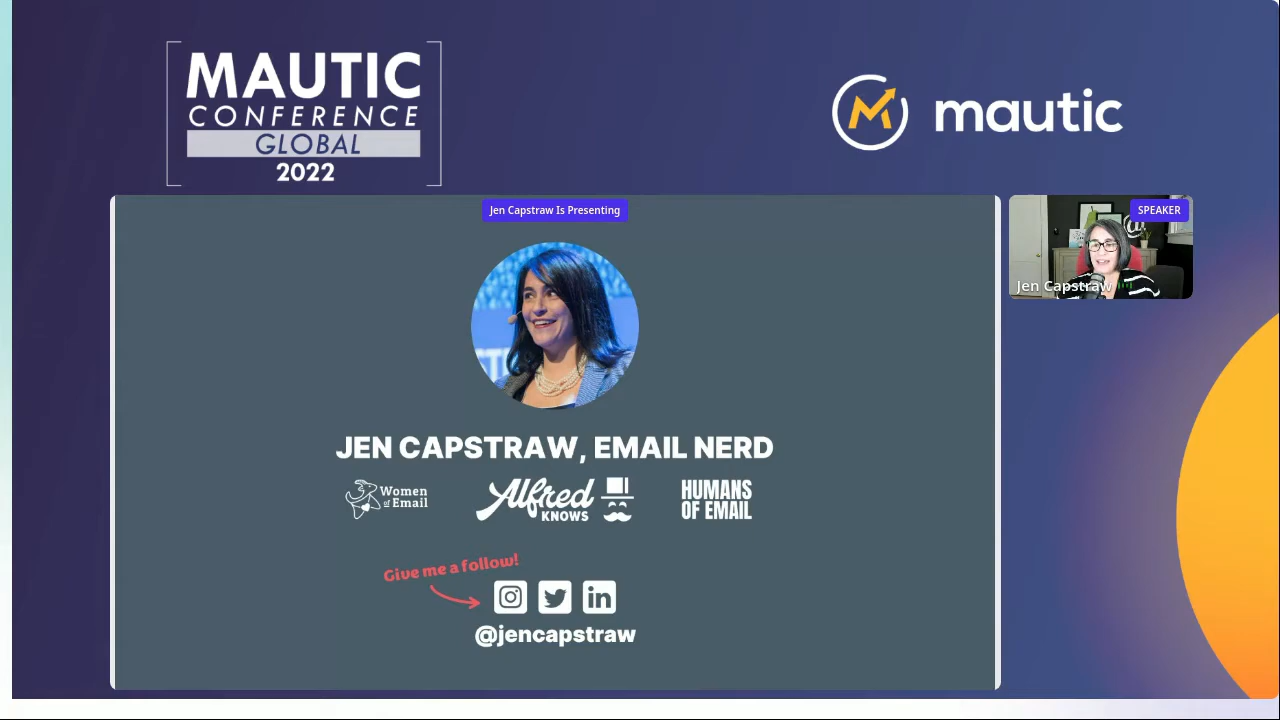 MAUTIC
CONFERENCE
GLOBAL
2022
mautic
Jen Capstraw Is Presenting
SPEAKER
@
Jen Capstraw
JEN CAPSTRAW, EMAIL NERD
Women
of Email
Alfred
KNOWS
HUMANS
OF EMAIL
Give me a follow!
@jencapstraw